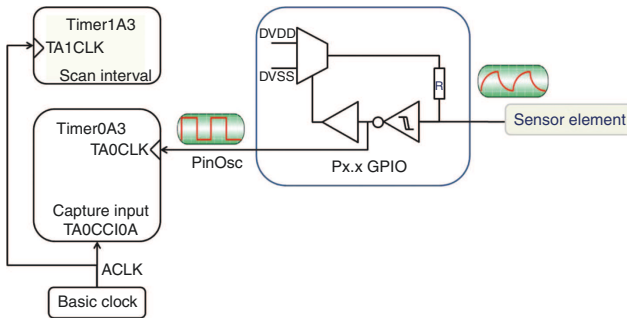 Timer1A3
TA1CLK
Scan interval
Timer0A3
TA0CLK
Capture input
TA0CCI0A
ACLK
Basic clock
PinOsc
DVDD
DVSS
R
Px.x GPIO
Sensor element